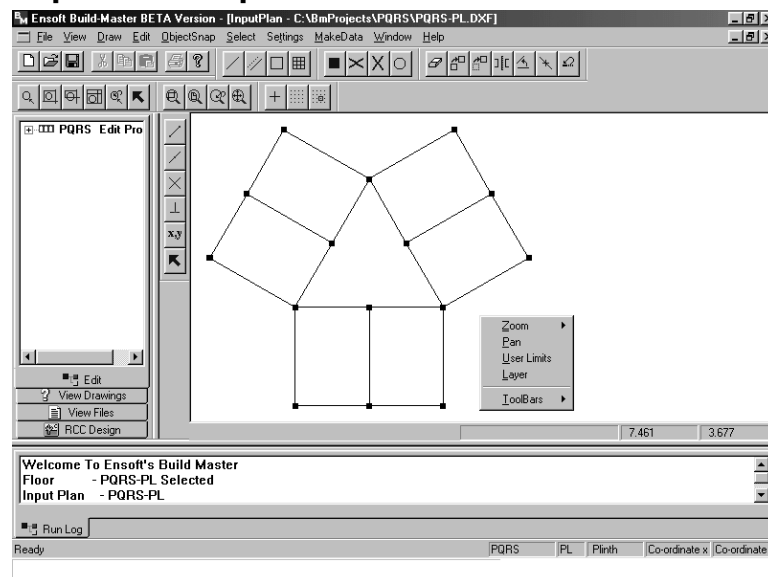 Ensoft Build-Master BETA Version - [InputPlan - C:\BmProjects\PQRS\PQRS-PL.DXF]
File View Draw Edit ObjectSnap Select Settings MakeData Window Help
PQRS Edit Pro
x,y
Zoom
Pan
User Limits
Layer
ToolBars
Edit
View Drawings
View Files
RCC Design
7.461 3.677
Welcome To Ensoft's Build Master
Floor - PQRS-PL Selected
Input Plan - PQRS-PL
Run Log
Ready PQRS PL Plinth Co-ordinate x Co-ordinate